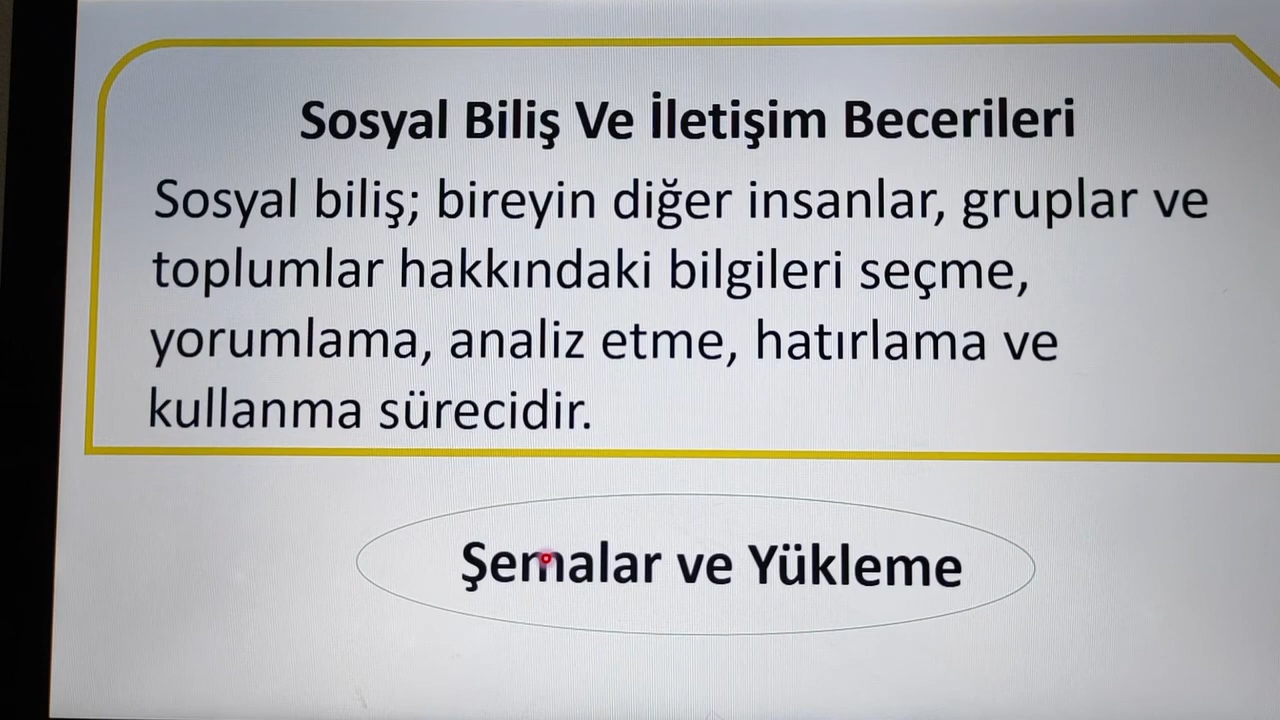 Sosyal Biliş Ve İletişim Becerileri
Sosyal biliş; bireyin diğer insanlar, gruplar ve
toplumlar hakkındaki bilgileri seçme,
yorumlama, analiz etme, hatırlama ve
kullanma sürecidir.
Şemalar ve Yükleme